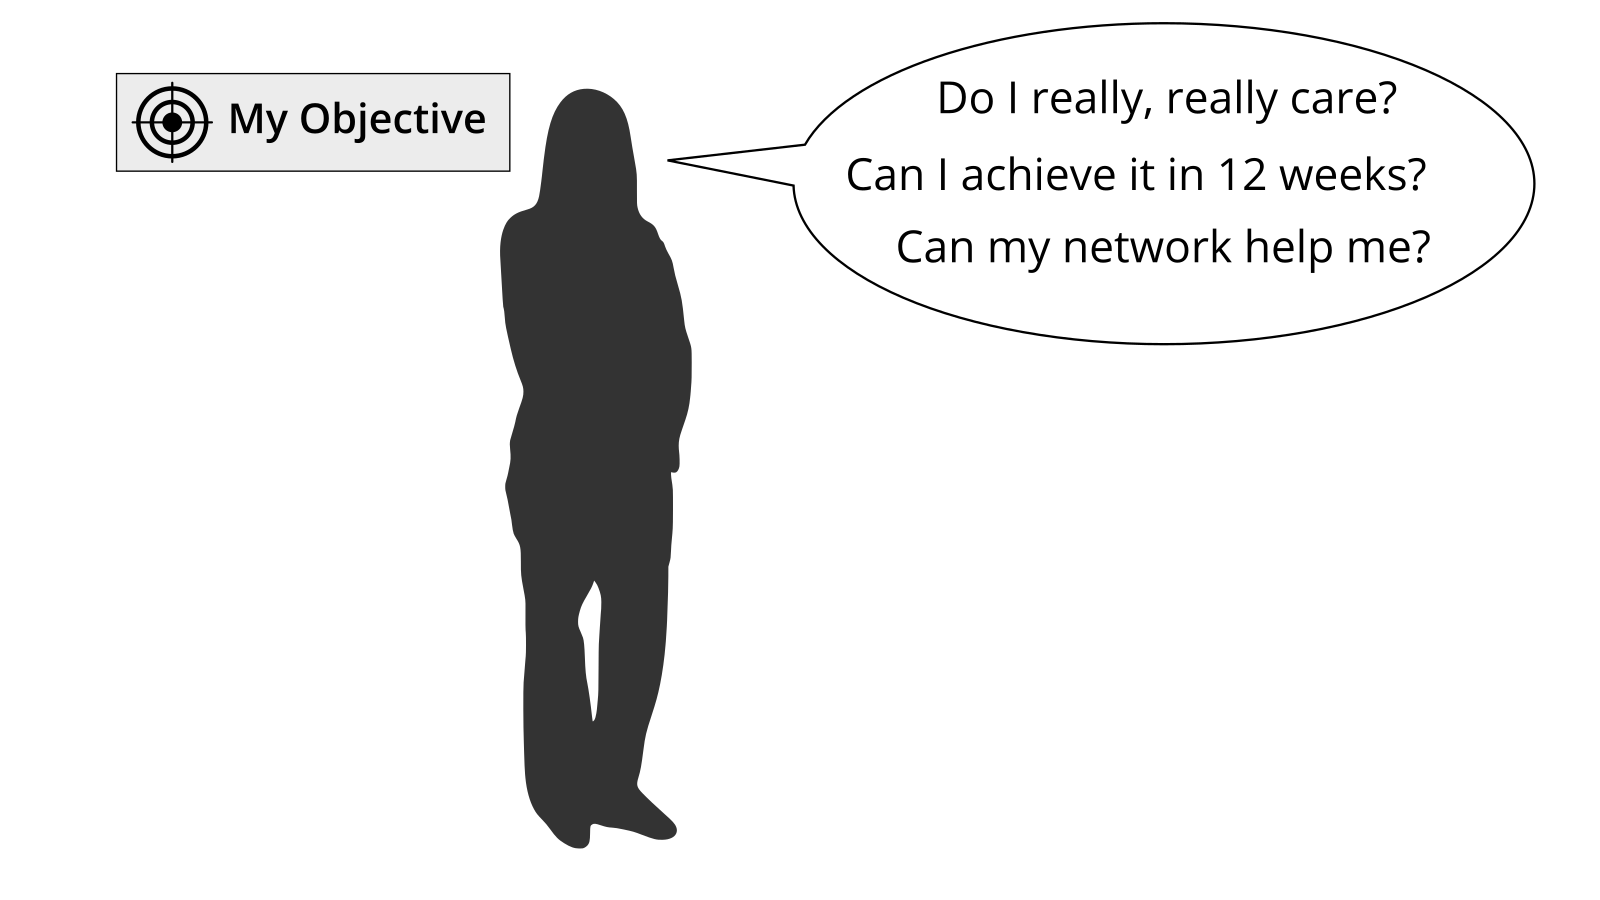 My Objective
Do I really, really care?
Can I achieve it in 12 weeks?
Can my network help me?